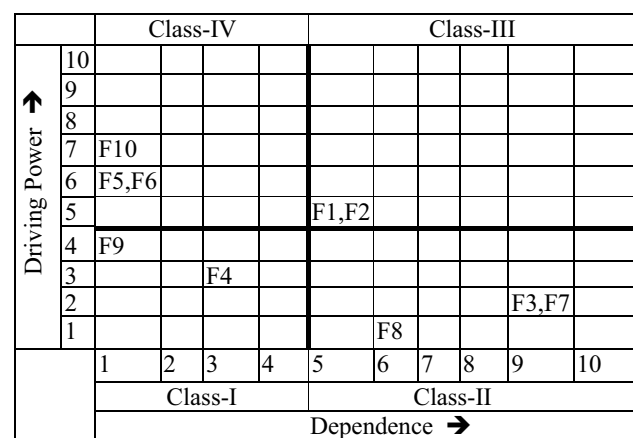 Class-IV Class-III
10
9
8
7 F10
6 F5,F6
5 F1,F2
4 F9
3 F4
2 F3,F7
1 F8
Driving Power ➔
1 2 3 4 5 6 7 8 9 10
Class-I Class-II
Dependence ➔